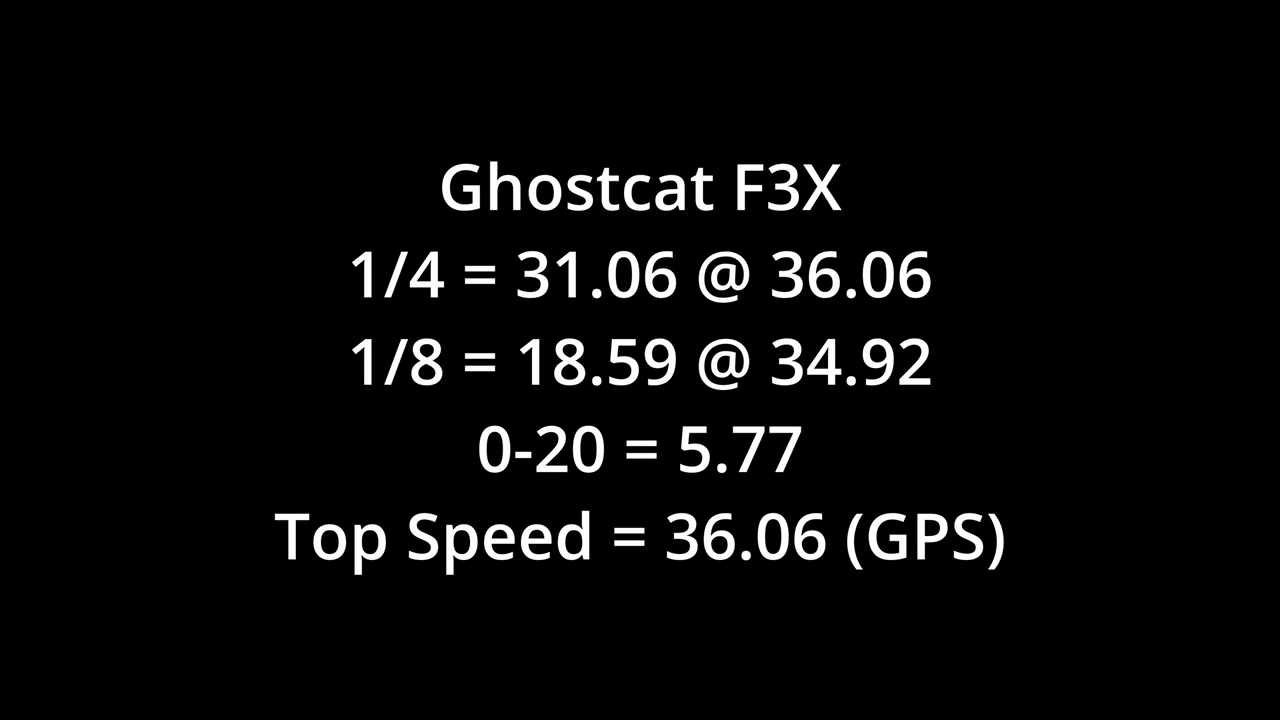 Ghostcat F3X
1/4 = 31.06 @ 36.06
1/8 = 18.59 @ 34.92
0-20 = 5.77
Top Speed = 36.06 (GPS)